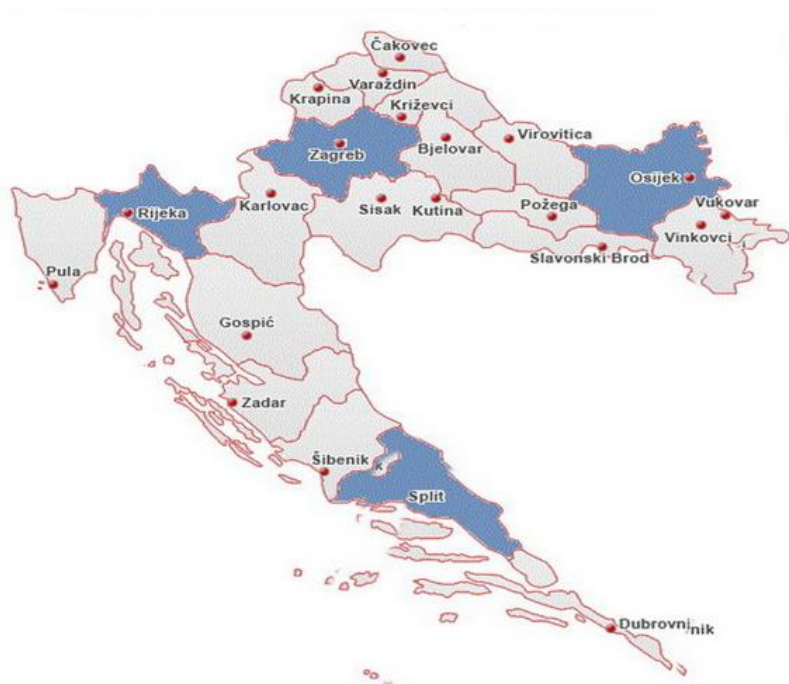 Čakovec
Varaždin
Krapina
Križevci
Virovitica
Zagreb
Bjelovar
Osijek
Rijeka
Karlovac
Sisak
Kutina
Požega
Vukovar
Vinkovci
Slavonski Brod
Pula
Gospić
Zadar
Šibenik
Split
Dubrovnik